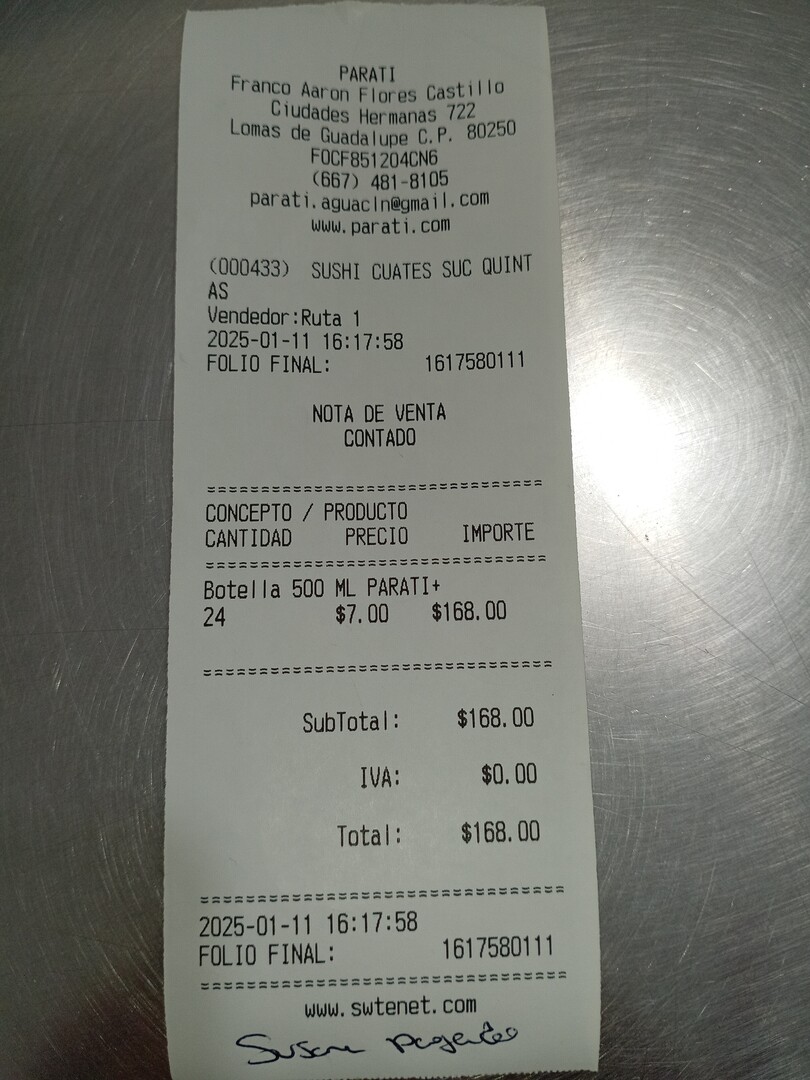 PARATI
Franco Aaron Flores Castillo
Ciudades Hermanas 722
Lomas de Guadalupe C.P. 80250
FOCF851204CN6
(667) 481-8105
parati.aguacln@gmail.com
www.parati.com
(000433) SUSHI CUATES SUC QUINT
AS
Vendedor:Ruta 1
2025-01-11 16:17:58
FOLIO FINAL: 1617580111
NOTA DE VENTA
CONTADO
===============================
CONCEPTO / PRODUCTO
CANTIDAD PRECIO IMPORTE
===============================
Botella 500 ML PARATI+
24 $7.00 $168.00
===============================
SubTotal: $168.00
IVA: $0.00
Total: $168.00
===============================
2025-01-11 16:17:58
FOLIO FINAL: 1617580111
===============================
www.swtenet.com